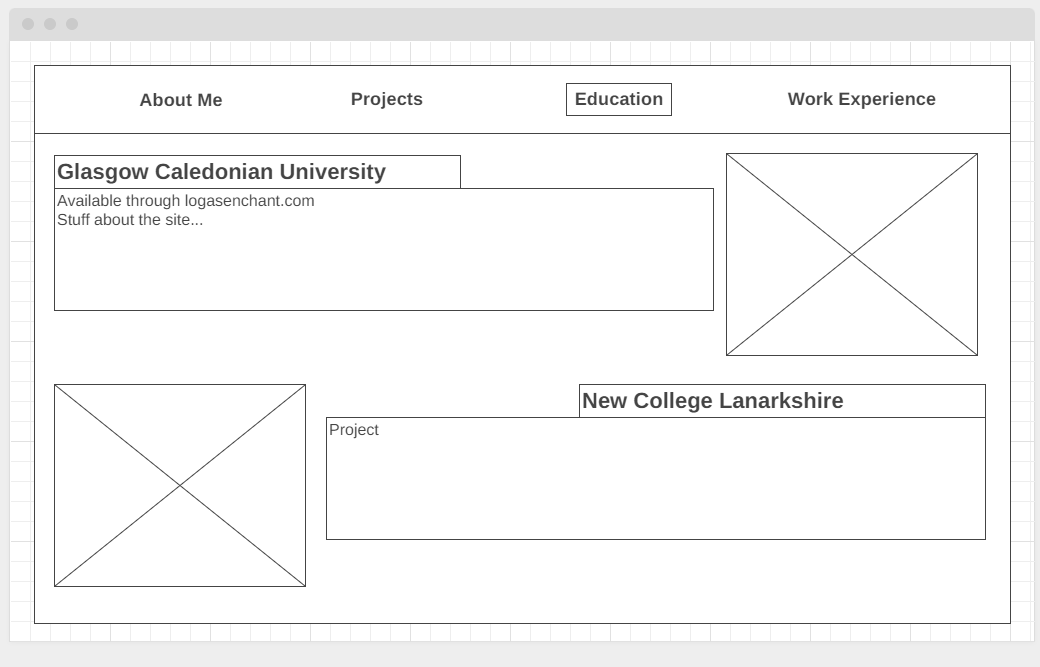 About Me
Projects
Education
Work Experience
Glasgow Caledonian University
Available through logasenchant.com
Stuff about the site...
New College Lanarkshire
Project